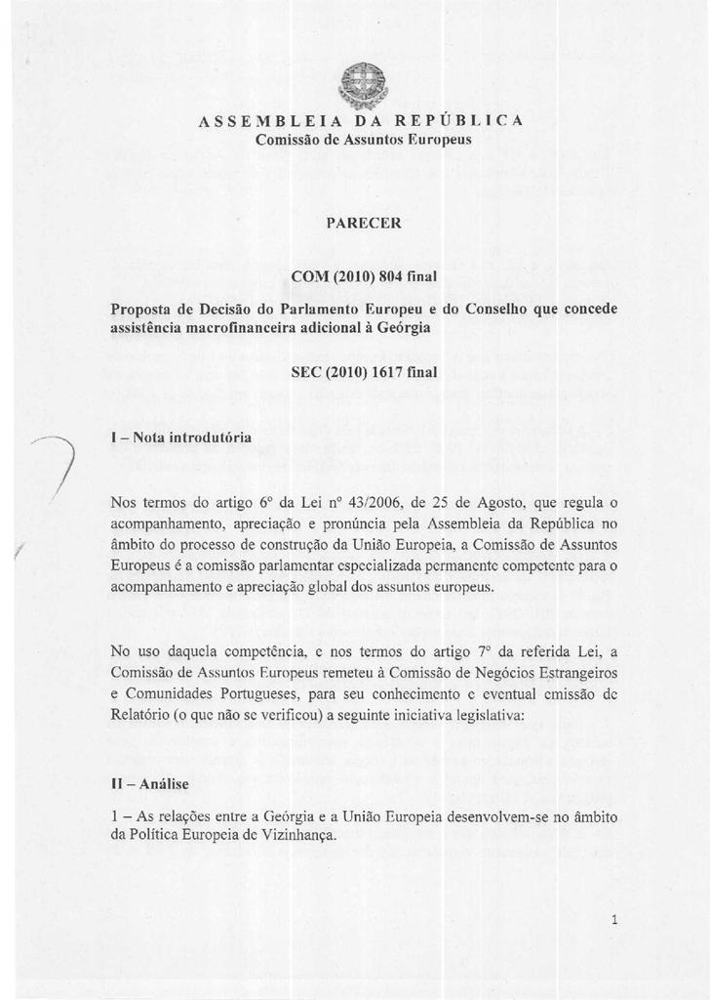 ASSEMBLEIA DA REPÚBLICA
Comissão de Assuntos Europeus
PARECER
COM (2010) 804 final
Proposta de Decisão do Parlamento Europeu e do Conselho que concede
assistência macrofinanceira adicional à Geórgia
SEC (2010) 1617 final
I – Nota introdutória
Nos termos do artigo 6º da Lei nº 43/2006, de 25 de Agosto, que regula o
acompanhamento, apreciação e pronúncia pela Assembleia da República no
âmbito do processo de construção da União Europeia, a Comissão de Assuntos
Europeus é a comissão parlamentar especializada permanente competente para o
acompanhamento e apreciação global dos assuntos europeus.
No uso daquela competência, e nos termos do artigo 7º da referida Lei, a
Comissão de Assuntos Europeus remeteu à Comissão de Negócios Estrangeiros
e Comunidades Portugueses, para seu conhecimento e eventual emissão de
Relatório (o que não se verificou) a seguinte iniciativa legislativa:
II – Análise
1 – As relações entre a Geórgia e a União Europeia desenvolvem-se no âmbito
da Política Europeia de Vizinhança.
1